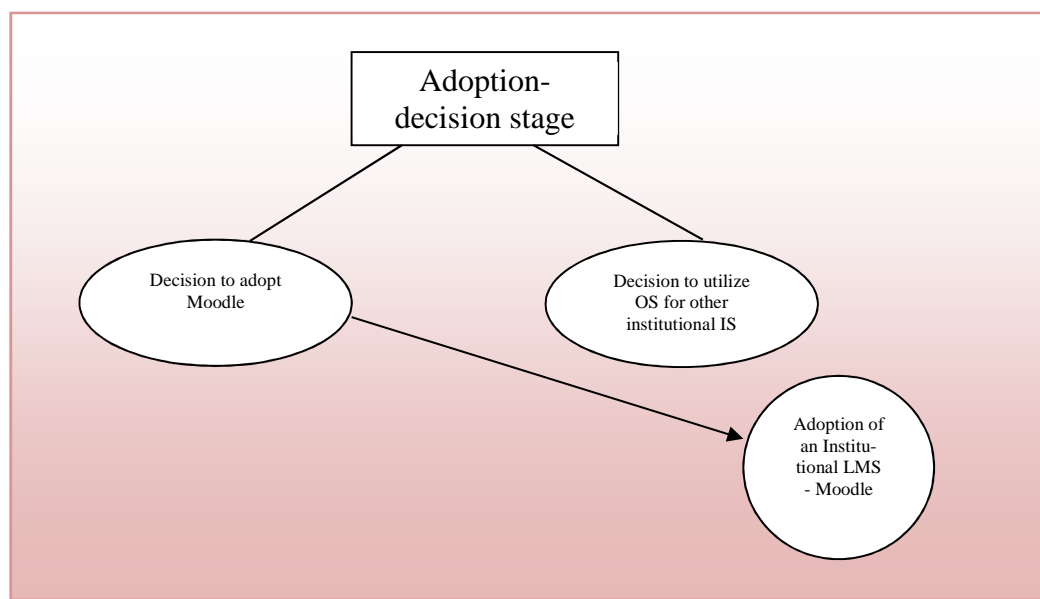 Adoption-
decision stage
Decision to adopt
Moodle
Decision to utilize
OS for other
institutional IS
Adoption of
an Institu-
tional LMS
- Moodle